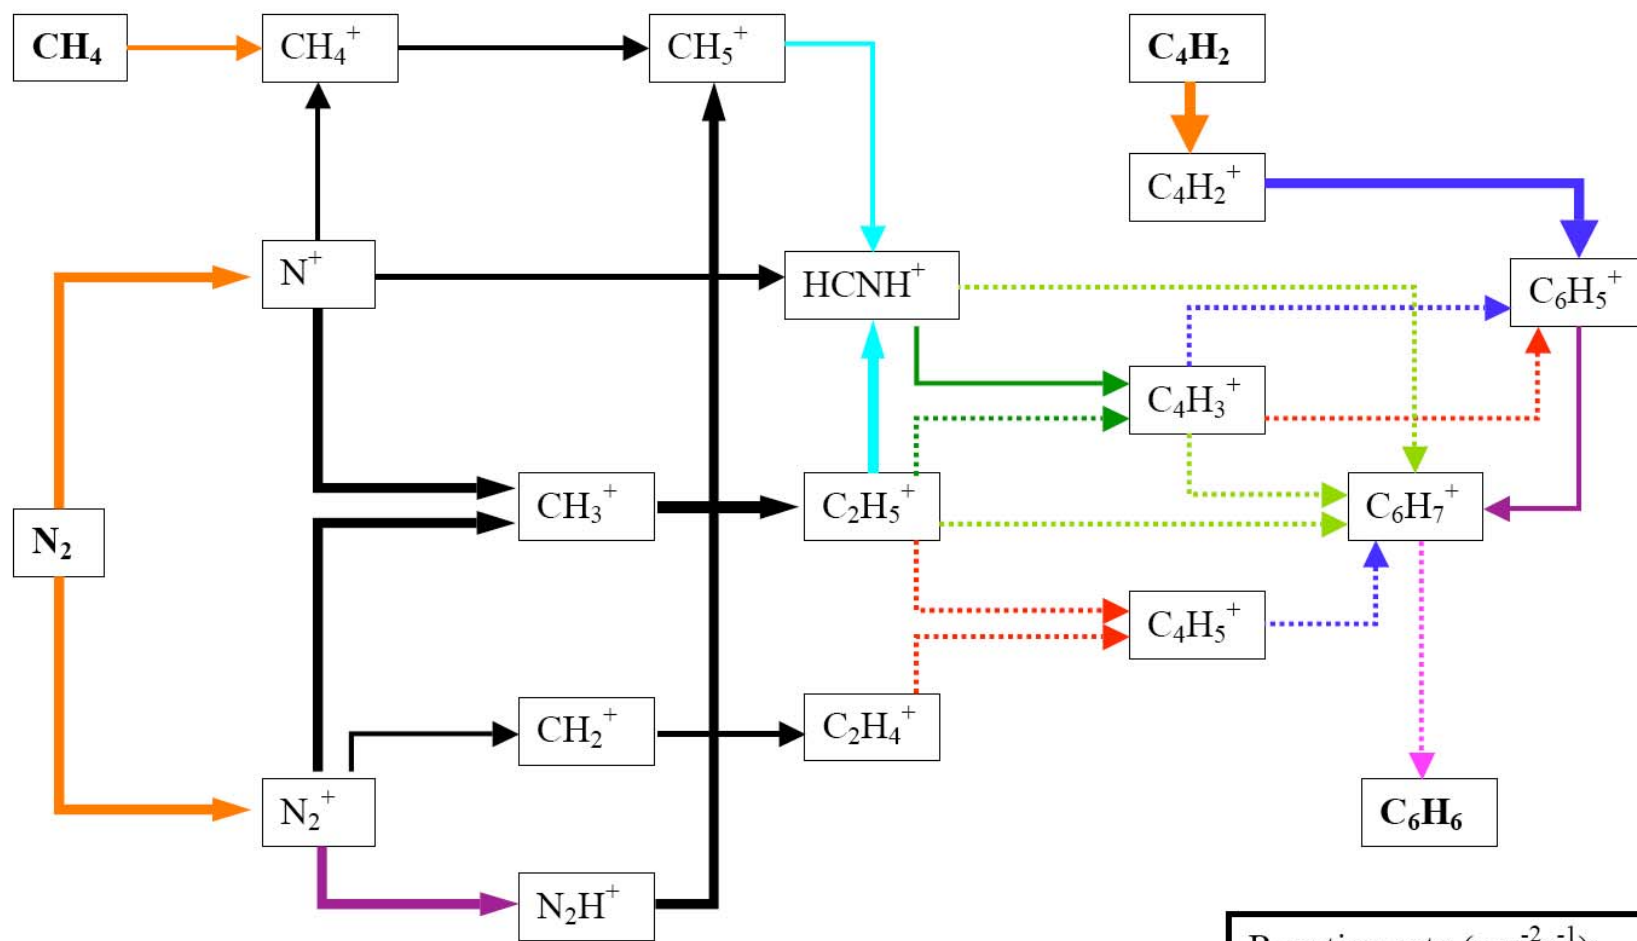 CH₄
CH₄⁺
CH₅⁺
C₄H₂
C₄H₂⁺
N⁺
HCNH⁺
C₆H₅⁺
C₄H₃⁺
CH₃⁺
C₂H₅⁺
C₆H₇⁺
N₂
C₄H₅⁺
CH₂⁺
C₂H₄⁺
N₂⁺
C₆H₆
N₂H⁺